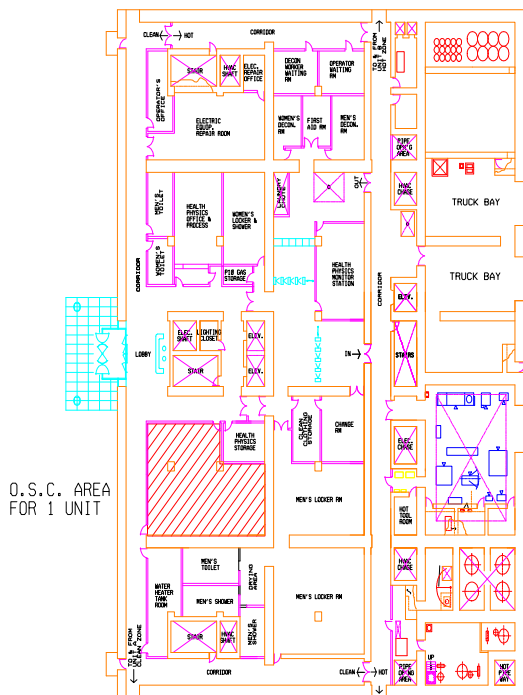 CLEAN
HOT
CORRIDOR
TO & FROM
UNIT B
HOT ZONE
STAIR
HVAC
SHAFT
ELEC.
REPAIR
OFFICE
DECON
WORKER
WAITING
RM
OPERATOR
WAITING
RM
OPERATOR'S
OFFICE
ELECTRIC
EQUIP.
REPAIR ROOM
WOMEN'S
DECON.
RM
FIRST
AID RM
MEN'S
DECON.
RM
PIPE
OPR'G
AREA
TRUCK BAY
MEN'S
TOILET
HEALTH
PHYSICS
OFFICE &
PROCESS
WOMEN'S
LOCKER &
SHOWER
LAUNDRY
CHUTE
OUT
HVAC
CHASE
WOMEN'S
TOILET
P10 GAS
STORAGE
HEALTH
PHYSICS
MONITOR
STATION
CORRIDOR
CORRIDOR
TRUCK BAY
ELEV.
LOBBY
ELEC.
SHAFT
LIGHTING
CLOSET
ELEV.
STAIR
ELEV.
IN
STAIRS
HEALTH
PHYSICS
STORAGE
CLEAN
CLOTHING
STORAGE
CHANGE
RM
ELEC.
CHASE
O.S.C. AREA
FOR 1 UNIT
MEN'S LOCKER RM
HOT
TOOL
ROOM
WATER
HEATER
TANK
ROOM
MEN'S
TOILET
DRYING
AREA
MEN'S SHOWER
MEN'S LOCKER RM
HVAC
CHASE
STAIR
HVAC
SHAFT
MEN'S
SHOWER
TO & FROM
UNIT A
CLEAN ZONE
CORRIDOR
CLEAN
HOT
PIPE
OP'ING
AREA
UP
HOT
PIPE
WAY